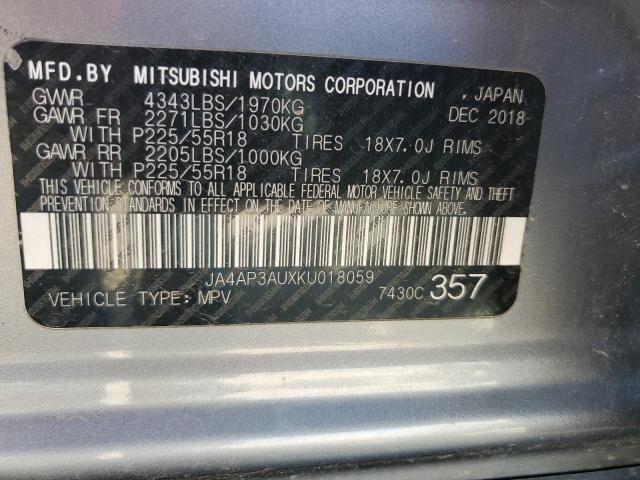 MFD.BY MITSUBISHI MOTORS CORPORATION , JAPAN
GWWR 4343LBS/1970KG DEC 2018
GAWR FR 2271LBS/1030KG
WITH P225/55R18 TIRES 18X7.0J RIMS
GAWR RR 2205LBS/1000KG
WITH P225/55R18 TIRES 18X7.0J RIMS
THIS VEHICLE CONFORMS TO ALL APPLICABLE FEDERAL MOTOR VEHICLE SAFETY AND THEFT
PREVENTION STANDARDS IN EFFECT ON THE DATE OF MANUFACTURE SHOWN ABOVE.
JA4AP3AUXKU018059
VEHICLE TYPE: MPV 7430C 357